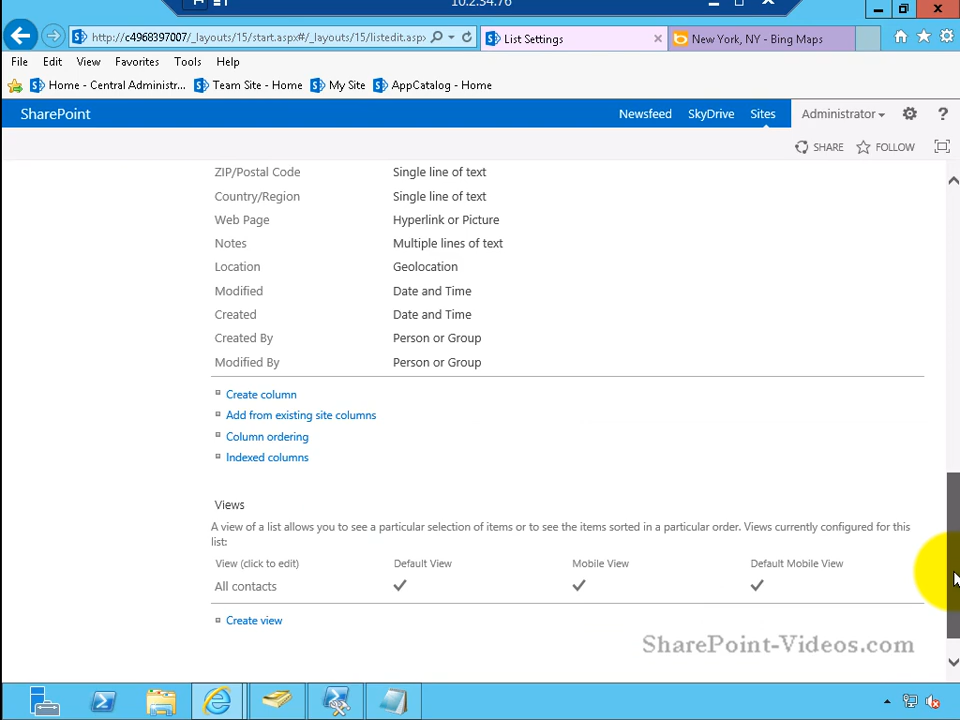 10.2.34.76
http://c4968397007/_layouts/15/start.aspx#/_layouts/15/listedit.aspx
List Settings
New York, NY - Bing Maps
File Edit View Favorites Tools Help
Home - Central Administr... Team Site - Home My Site AppCatalog - Home
SharePoint Newsfeed SkyDrive Sites Administrator ?
SHARE FOLLOW
ZIP/Postal Code Single line of text
Country/Region Single line of text
Web Page Hyperlink or Picture
Notes Multiple lines of text
Location Geolocation
Modified Date and Time
Created Date and Time
Created By Person or Group
Modified By Person or Group
Create column
Add from existing site columns
Column ordering
Indexed columns
Views
A view of a list allows you to see a particular selection of items or to see the items sorted in a particular order. Views currently configured for this
list:
View (click to edit) Default View Mobile View Default Mobile View
All contacts
Create view
SharePoint-Videos.com